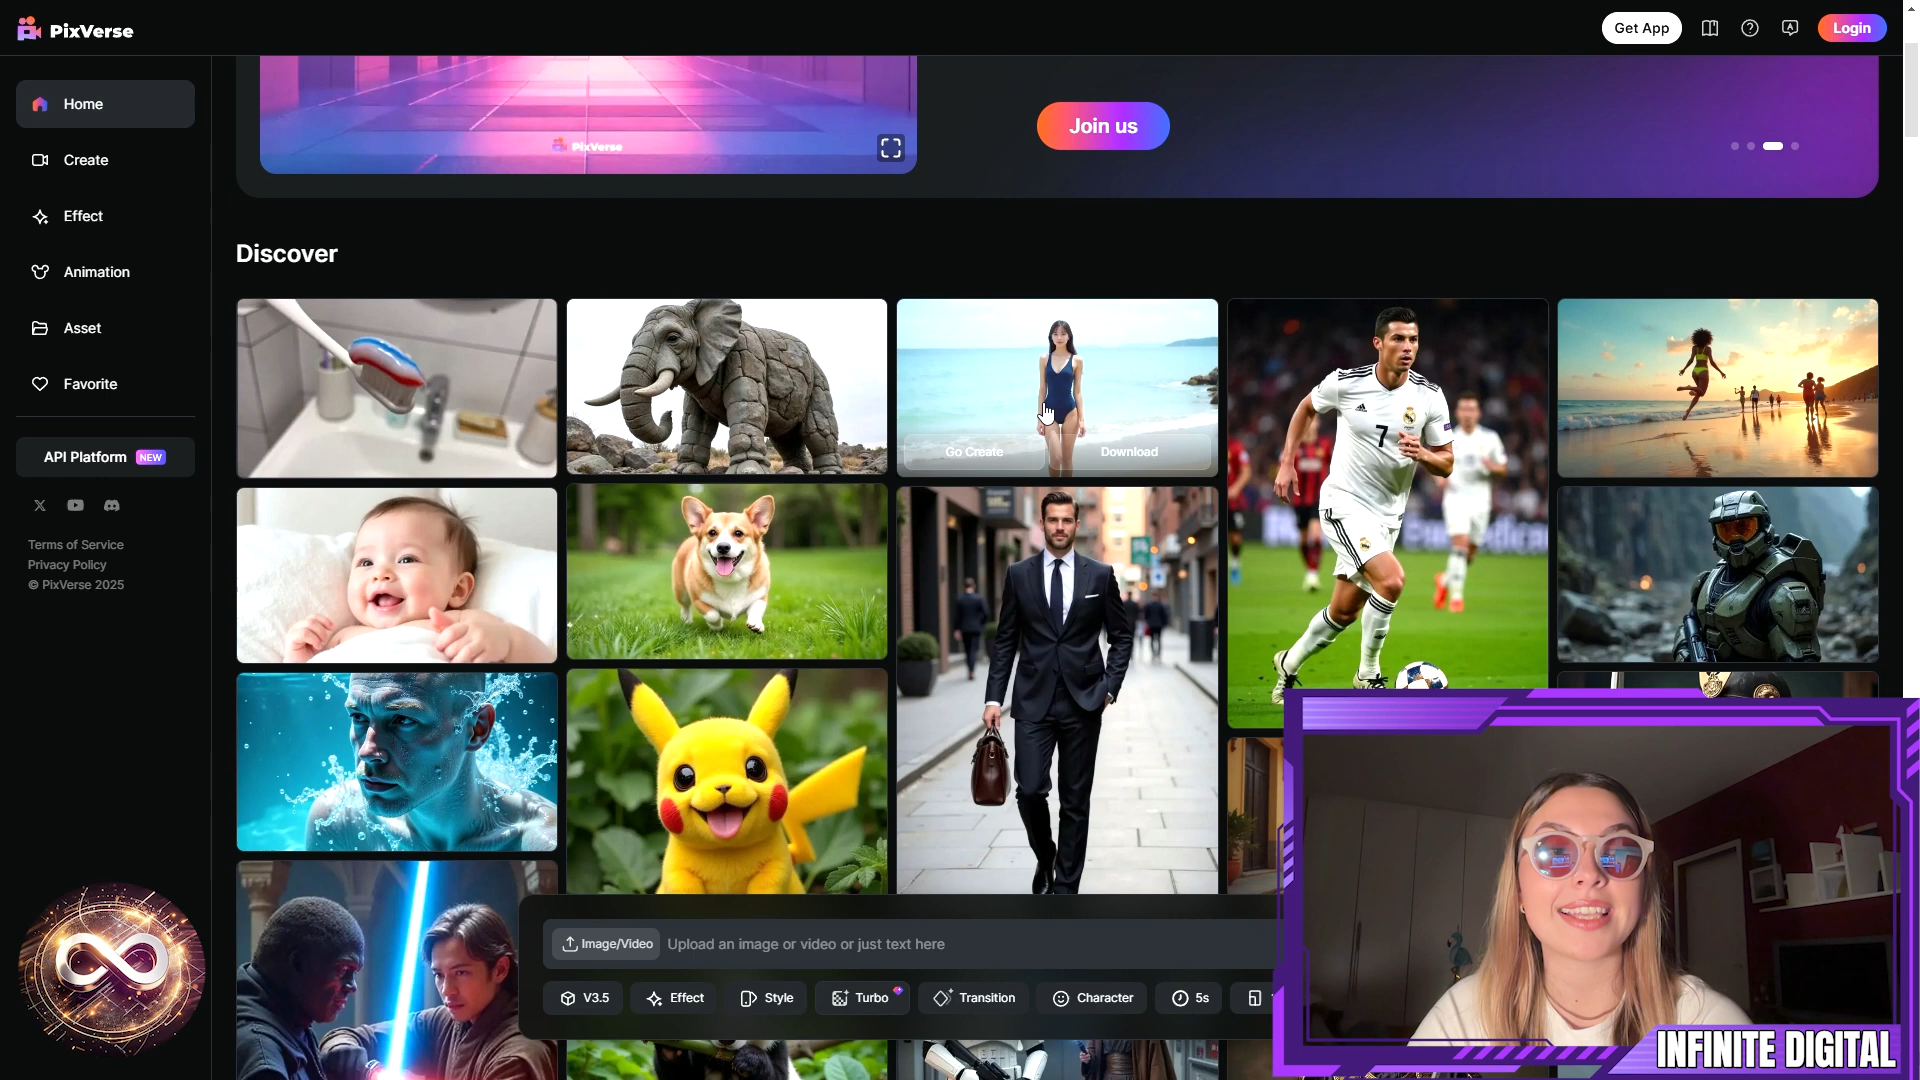 PixVerse
Get App
Login
Home
Create
Effect
Animation
Asset
Favorite
API Platform NEW
Terms of Service
Privacy Policy
© PixVerse 2025
PixVerse
Join us
Discover
Go Create
Download
7
Image/Video
Upload an image or video or just text here
V3.5
Effect
Style
Turbo
Transition
Character
5s
INFINITE DIGITAL